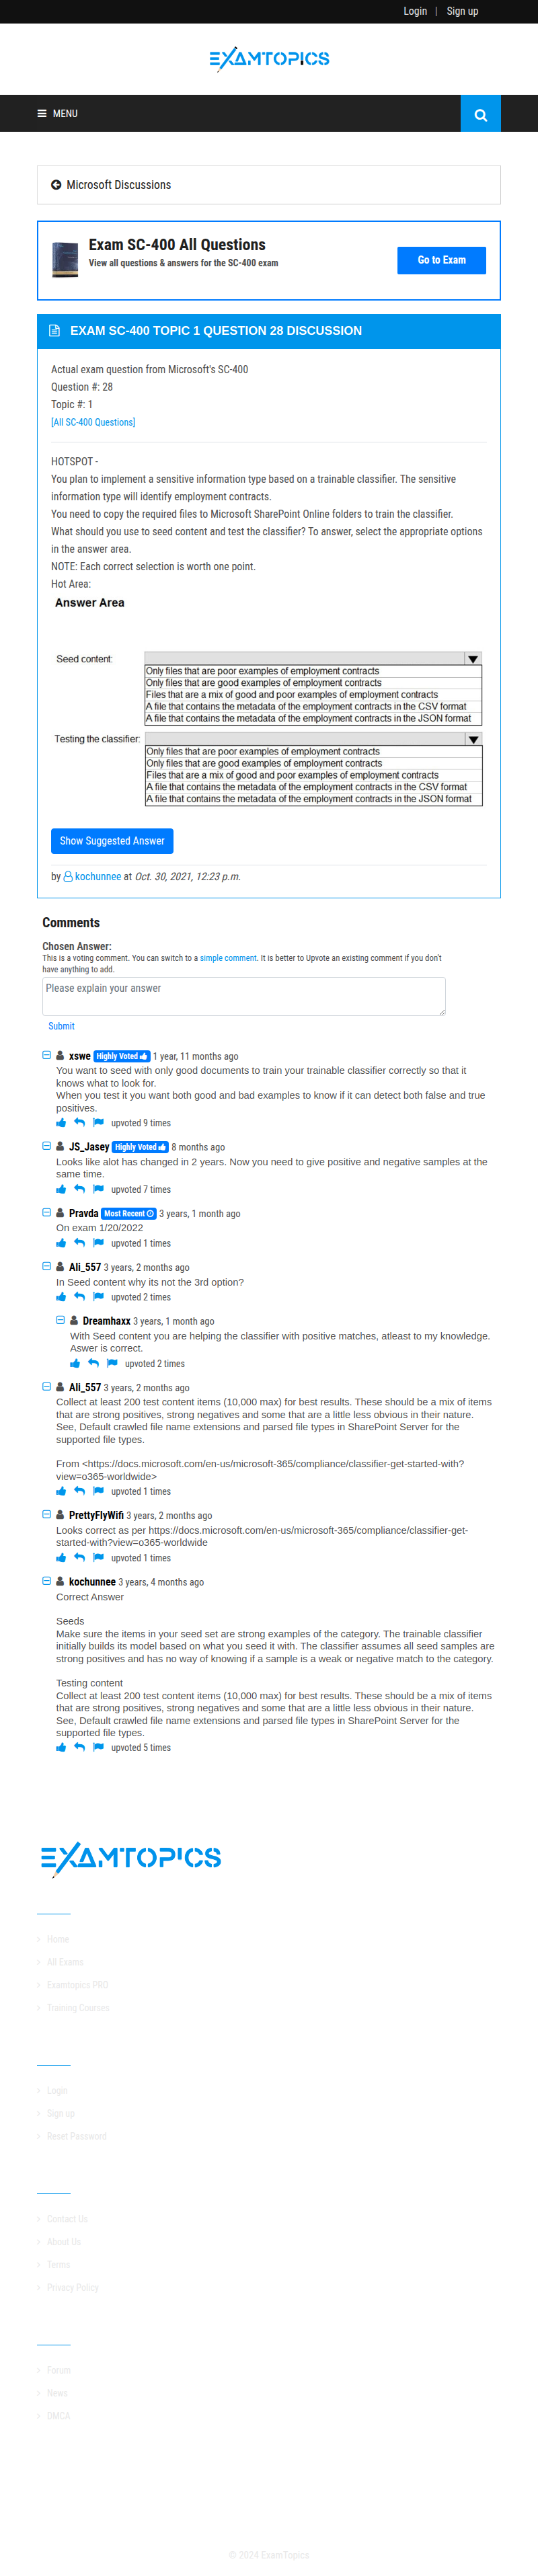 Login | Sign up
EXAMTOPICS
MENU
Microsoft Discussions
Exam SC-400 All Questions
View all questions & answers for the SC-400 exam
Go to Exam
EXAM SC-400 TOPIC 1 QUESTION 28 DISCUSSION
Actual exam question from Microsoft's SC-400
Question #: 28
Topic #: 1
[All SC-400 Questions]
HOTSPOT -
You plan to implement a sensitive information type based on a trainable classifier. The sensitive
information type will identify employment contracts.
You need to copy the required files to Microsoft SharePoint Online folders to train the classifier.
What should you use to seed content and test the classifier? To answer, select the appropriate options
in the answer area.
NOTE: Each correct selection is worth one point.
Hot Area:
Answer Area
Seed content:
Only files that are poor examples of employment contracts
Only files that are good examples of employment contracts
Files that are a mix of good and poor examples of employment contracts
A file that contains the metadata of the employment contracts in the CSV format
A file that contains the metadata of the employment contracts in the JSON format
Testing the classifier:
Only files that are poor examples of employment contracts
Only files that are good examples of employment contracts
Files that are a mix of good and poor examples of employment contracts
A file that contains the metadata of the employment contracts in the CSV format
A file that contains the metadata of the employment contracts in the JSON format
Show Suggested Answer
by kochunnee at Oct. 30, 2021, 12:23 p.m.
Comments
Chosen Answer:
This is a voting comment. You can switch to a simple comment. It is better to Upvote an existing comment if you don't
have anything to add.
Please explain your answer
Submit
xswe Highly Voted 1 year, 11 months ago
You want to seed with only good documents to train your trainable classifier correctly so that it
knows what to look for.
When you test it you want both good and bad examples to know if it can detect both false and true
positives.
upvoted 9 times
JS_Jasey Highly Voted 8 months ago
Looks like alot has changed in 2 years. Now you need to give positive and negative samples at the
same time.
upvoted 7 times
Pravda Most Recent 3 years, 1 month ago
On exam 1/20/2022
upvoted 1 times
Ali_557 3 years, 2 months ago
In Seed content why its not the 3rd option?
upvoted 2 times
Dreamhaxx 3 years, 1 month ago
With Seed content you are helping the classifier with positive matches, atleast to my knowledge.
Aswer is correct.
upvoted 2 times
Ali_557 3 years, 2 months ago
Collect at least 200 test content items (10,000 max) for best results. These should be a mix of items
that are strong positives, strong negatives and some that are a little less obvious in their nature.
See, Default crawled file name extensions and parsed file types in SharePoint Server for the
supported file types.
From <https://docs.microsoft.com/en-us/microsoft-365/compliance/classifier-get-started-with?
view=o365-worldwide>
upvoted 1 times
PrettyFlyWifi 3 years, 2 months ago
Looks correct as per https://docs.microsoft.com/en-us/microsoft-365/compliance/classifier-get-
started-with?view=o365-worldwide
upvoted 1 times
kochunnee 3 years, 4 months ago
Correct Answer
Seeds
Make sure the items in your seed set are strong examples of the category. The trainable classifier
initially builds its model based on what you seed it with. The classifier assumes all seed samples are
strong positives and has no way of knowing if a sample is a weak or negative match to the category.
Testing content
Collect at least 200 test content items (10,000 max) for best results. These should be a mix of items
that are strong positives, strong negatives and some that are a little less obvious in their nature.
See, Default crawled file name extensions and parsed file types in SharePoint Server for the
supported file types.
upvoted 5 times
EXAMTOPICS
Home
All Exams
Examtopics PRO
Training Courses
Login
Sign up
Reset Password
Contact Us
About Us
Terms
Privacy Policy
Forum
News
DMCA
© 2024 ExamTopics